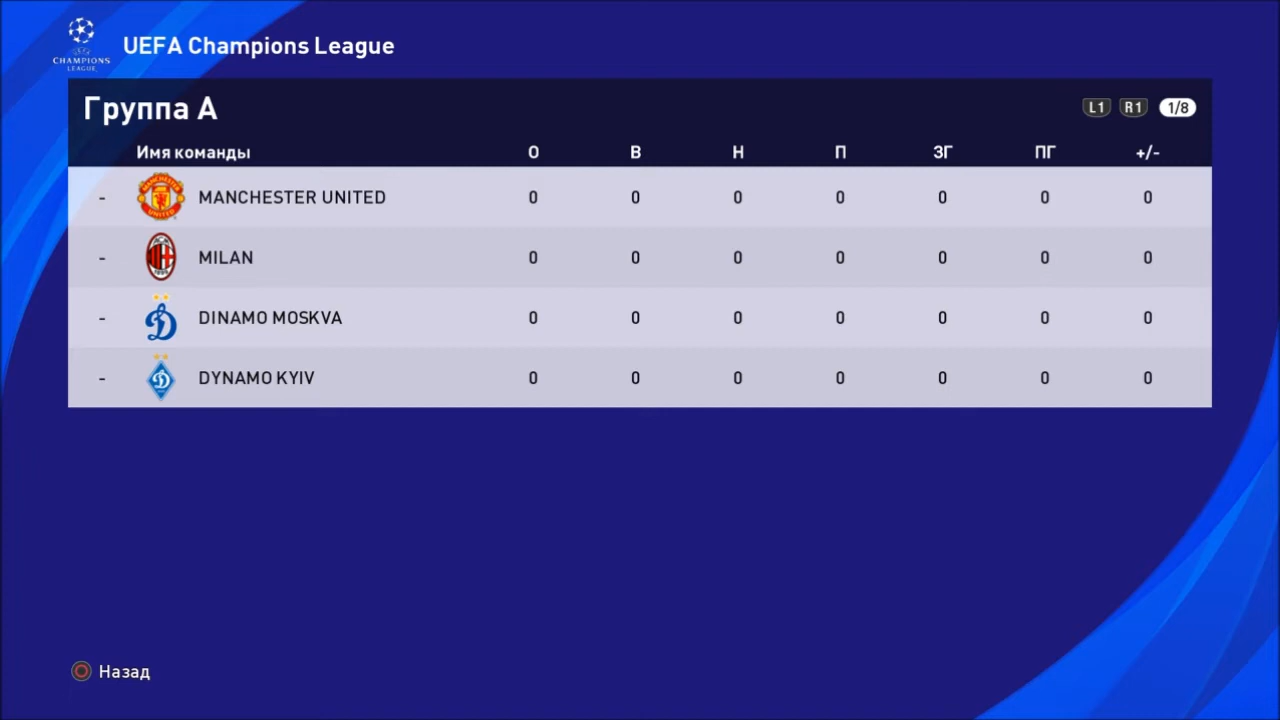 CHAMPIONS
LEAGUE
UEFA Champions League
Группа A
L1 R1 1/8
Имя команды О В Н П ЗГ ПГ +/-
- MANCHESTER UNITED 0 0 0 0 0 0 0
- MILAN 0 0 0 0 0 0 0
- DINAMO MOSKVA 0 0 0 0 0 0 0
- DYNAMO KYIV 0 0 0 0 0 0 0
Назад